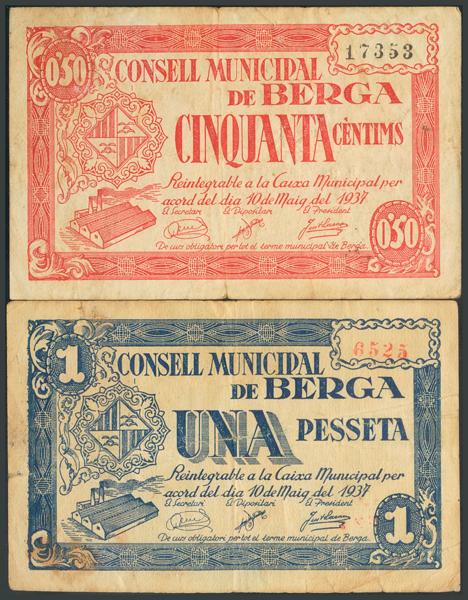 0'50
17353
CONSELL MUNICIPAL
DE BERGA
CINQUANTA CÈNTIMS
Reintegrable a la Caixa Municipal per
acord del dia 10 de Maig del 1937
El Secretari El Dipositari El President
0'50
De curs obligatori per tot el terme municipal de Berga.
1
6525
CONSELL MUNICIPAL
DE BERGA
UNA PESSETA
Reintegrable a la Caixa Municipal per
acord del dia 10 de Maig del 1937
El Secretari El Dipositari El President
1
De curs obligatori per tot el terme municipal de Berga.